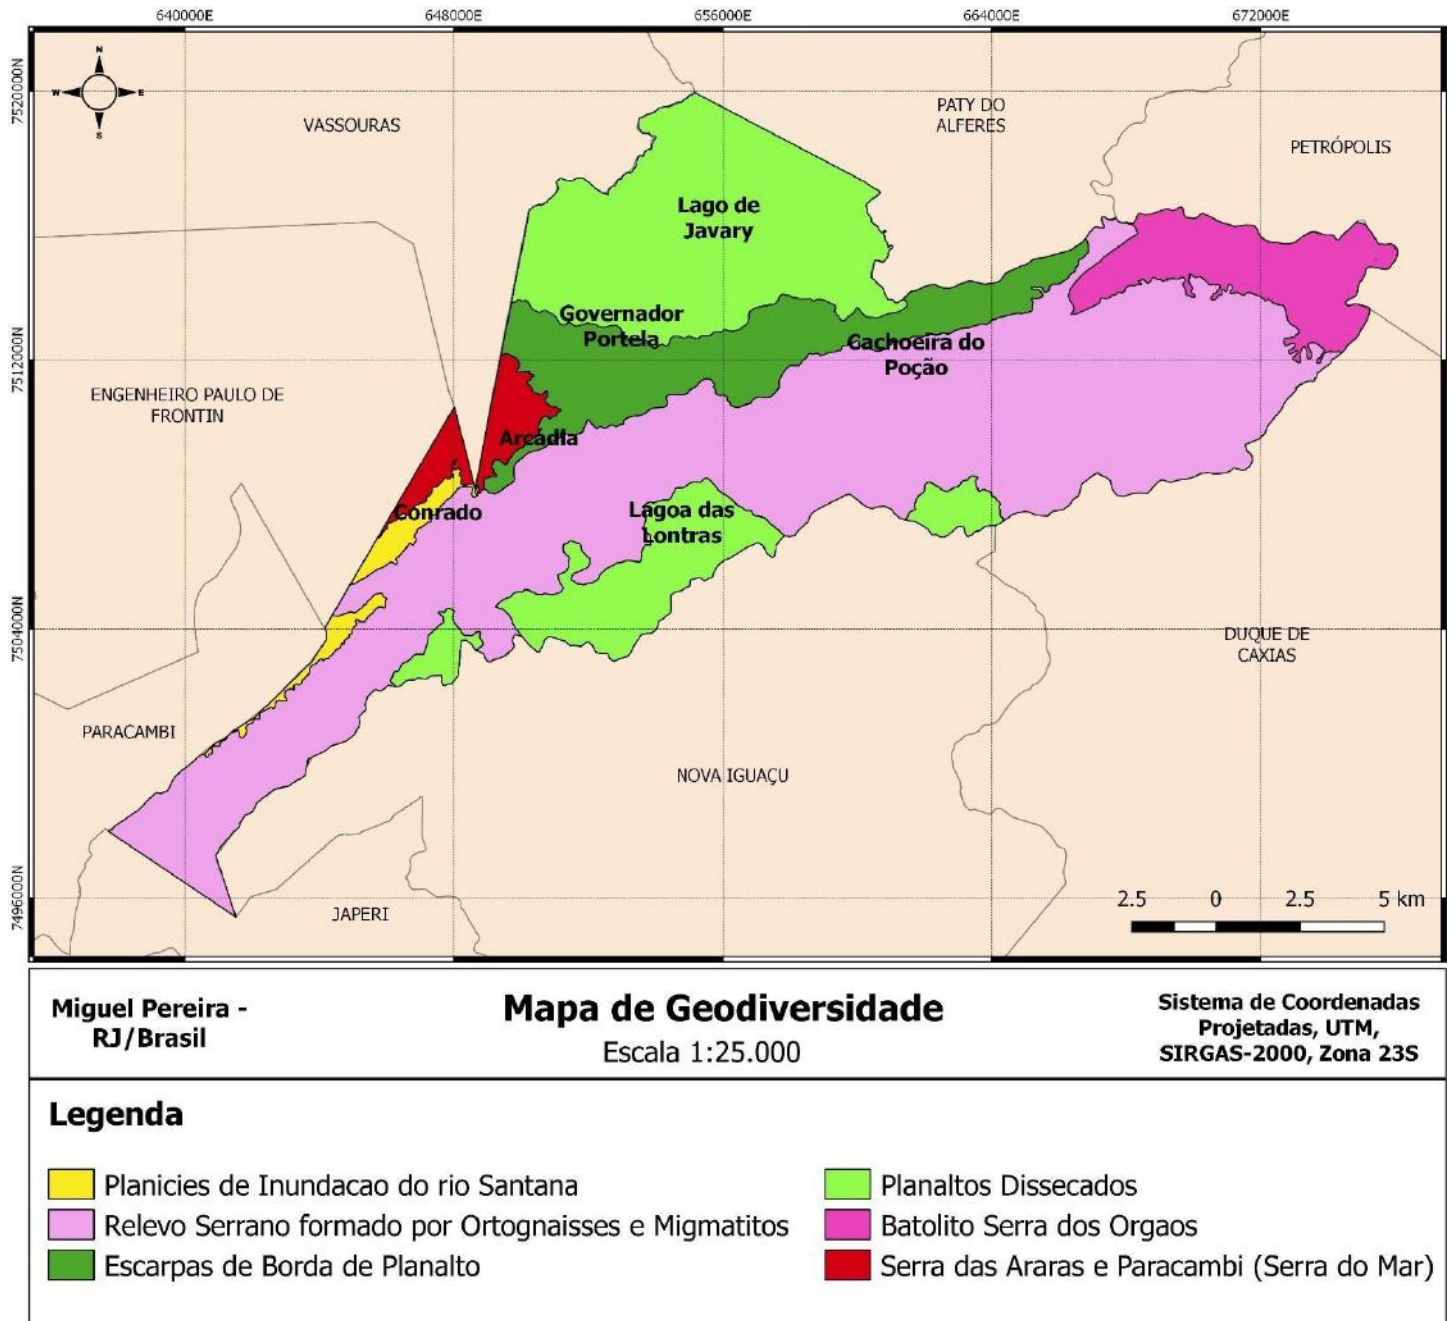 640000E
648000E
656000E
664000E
672000E
7520000N
7512000N
7504000N
7496000N
N
W
E
S
VASSOURAS
PATY DO
ALFERES
PETRÓPOLIS
Lago de
Javary
Governador
Portela
Cachoeira do
Poção
ENGENHEIRO PAULO DE
FRONTIN
Arcádia
Conrado
Lagoa das
Lontras
DUQUE DE
CAXIAS
PARACAMBI
NOVA IGUAÇU
JAPERI
2.5 0 2.5 5 km
Miguel Pereira -
RJ/Brasil
Mapa de Geodiversidade
Escala 1:25.000
Sistema de Coordenadas
Projetadas, UTM,
SIRGAS-2000, Zona 23S
Legenda
Planicies de Inundacao do rio Santana
Relevo Serrano formado por Ortognaisses e Migmatitos
Escarpas de Borda de Planalto
Planaltos Dissecados
Batolito Serra dos Orgaos
Serra das Araras e Paracambi (Serra do Mar)